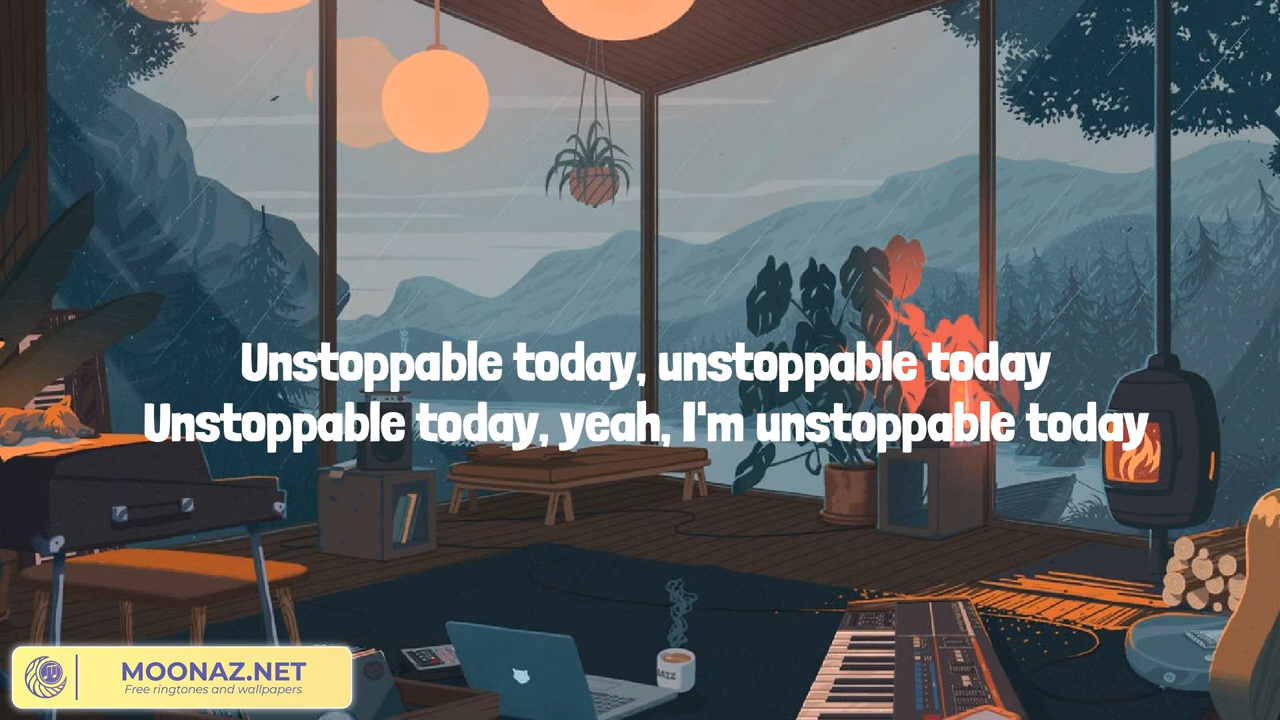 Unstoppable today, unstoppable today
Unstoppable today, yeah, I'm unstoppable today
JAZZ
MOONAZ.NET
Free ringtones and wallpapers